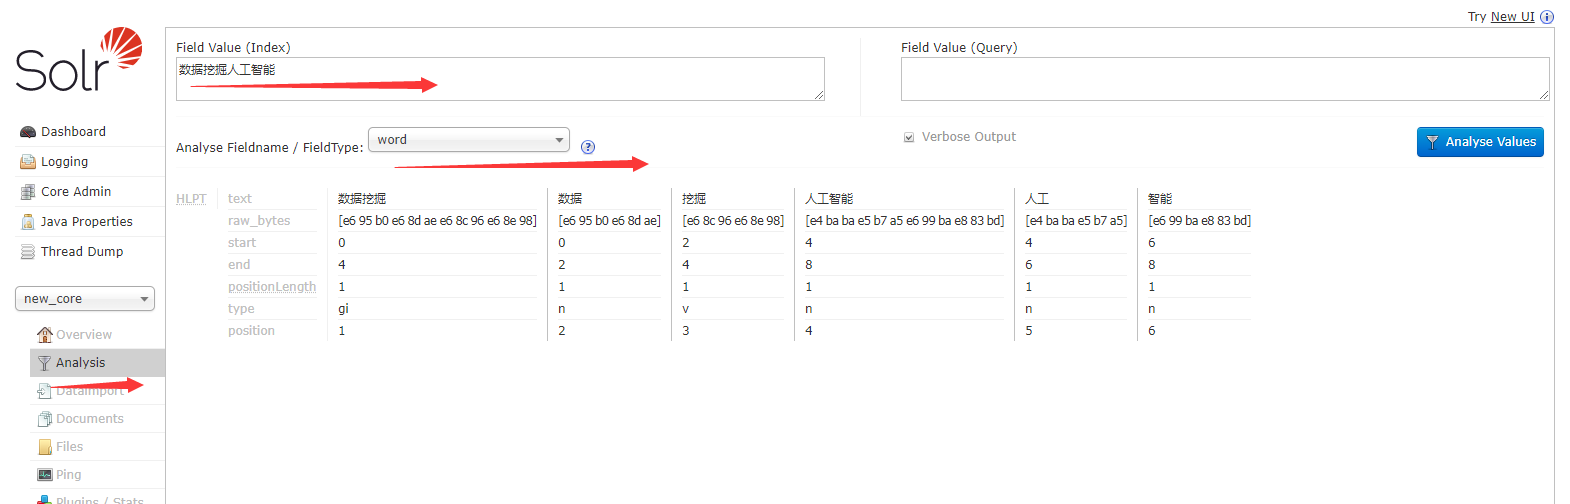 Try New UI
Solr
Field Value (Index)
Field Value (Query)
数据挖掘人工智能
Dashboard
Logging
Core Admin
Java Properties
Thread Dump
Analyse Fieldname / FieldType:
word
?
Verbose Output
Analyse Values
HLPT
text 数据挖掘 数据 挖掘 人工智能 人工 智能
raw_bytes [e6 95 b0 e6 8d ae e6 8c 96 e6 8e 98] [e6 95 b0 e6 8d ae] [e6 8c 96 e6 8e 98] [e4 ba ba e5 b7 a5 e6 99 ba e8 83 bd] [e4 ba ba e5 b7 a5] [e6 99 ba e8 83 bd]
start 0 0 2 4 4 6
end 4 2 4 8 6 8
positionLength 1 1 1 1 1 1
type gi n v n n n
position 1 2 3 4 5 6
new_core
Overview
Analysis
Dataimport
Documents
Files
Ping
Plugins / Stats